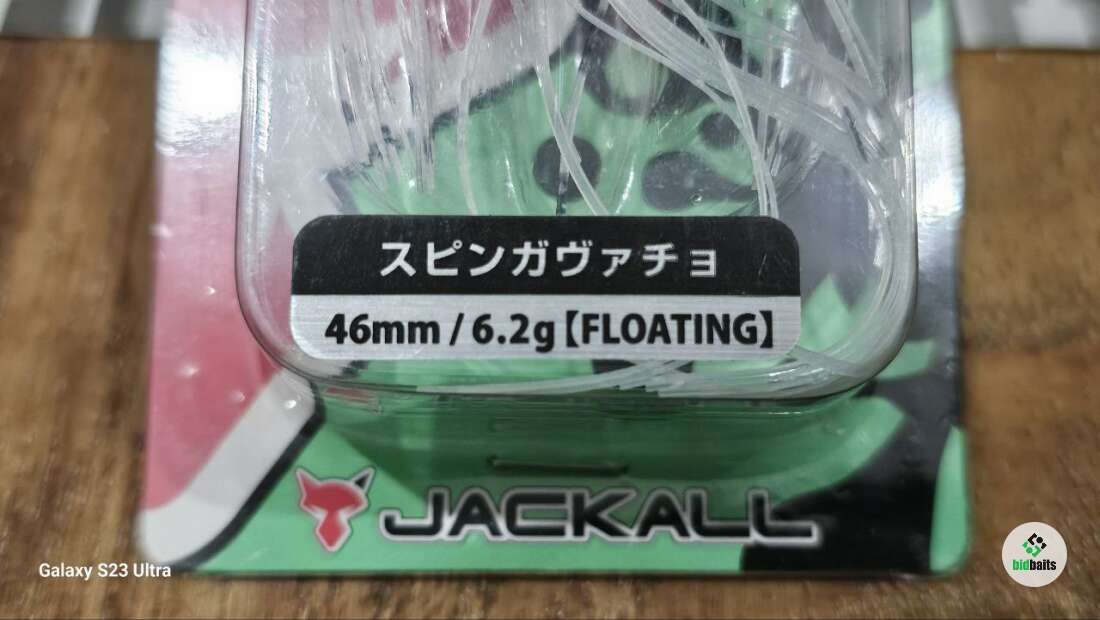 スピンガヴァチョ
46mm / 6.2g【FLOATING】
JACKALL
Galaxy S23 Ultra
bidbaits